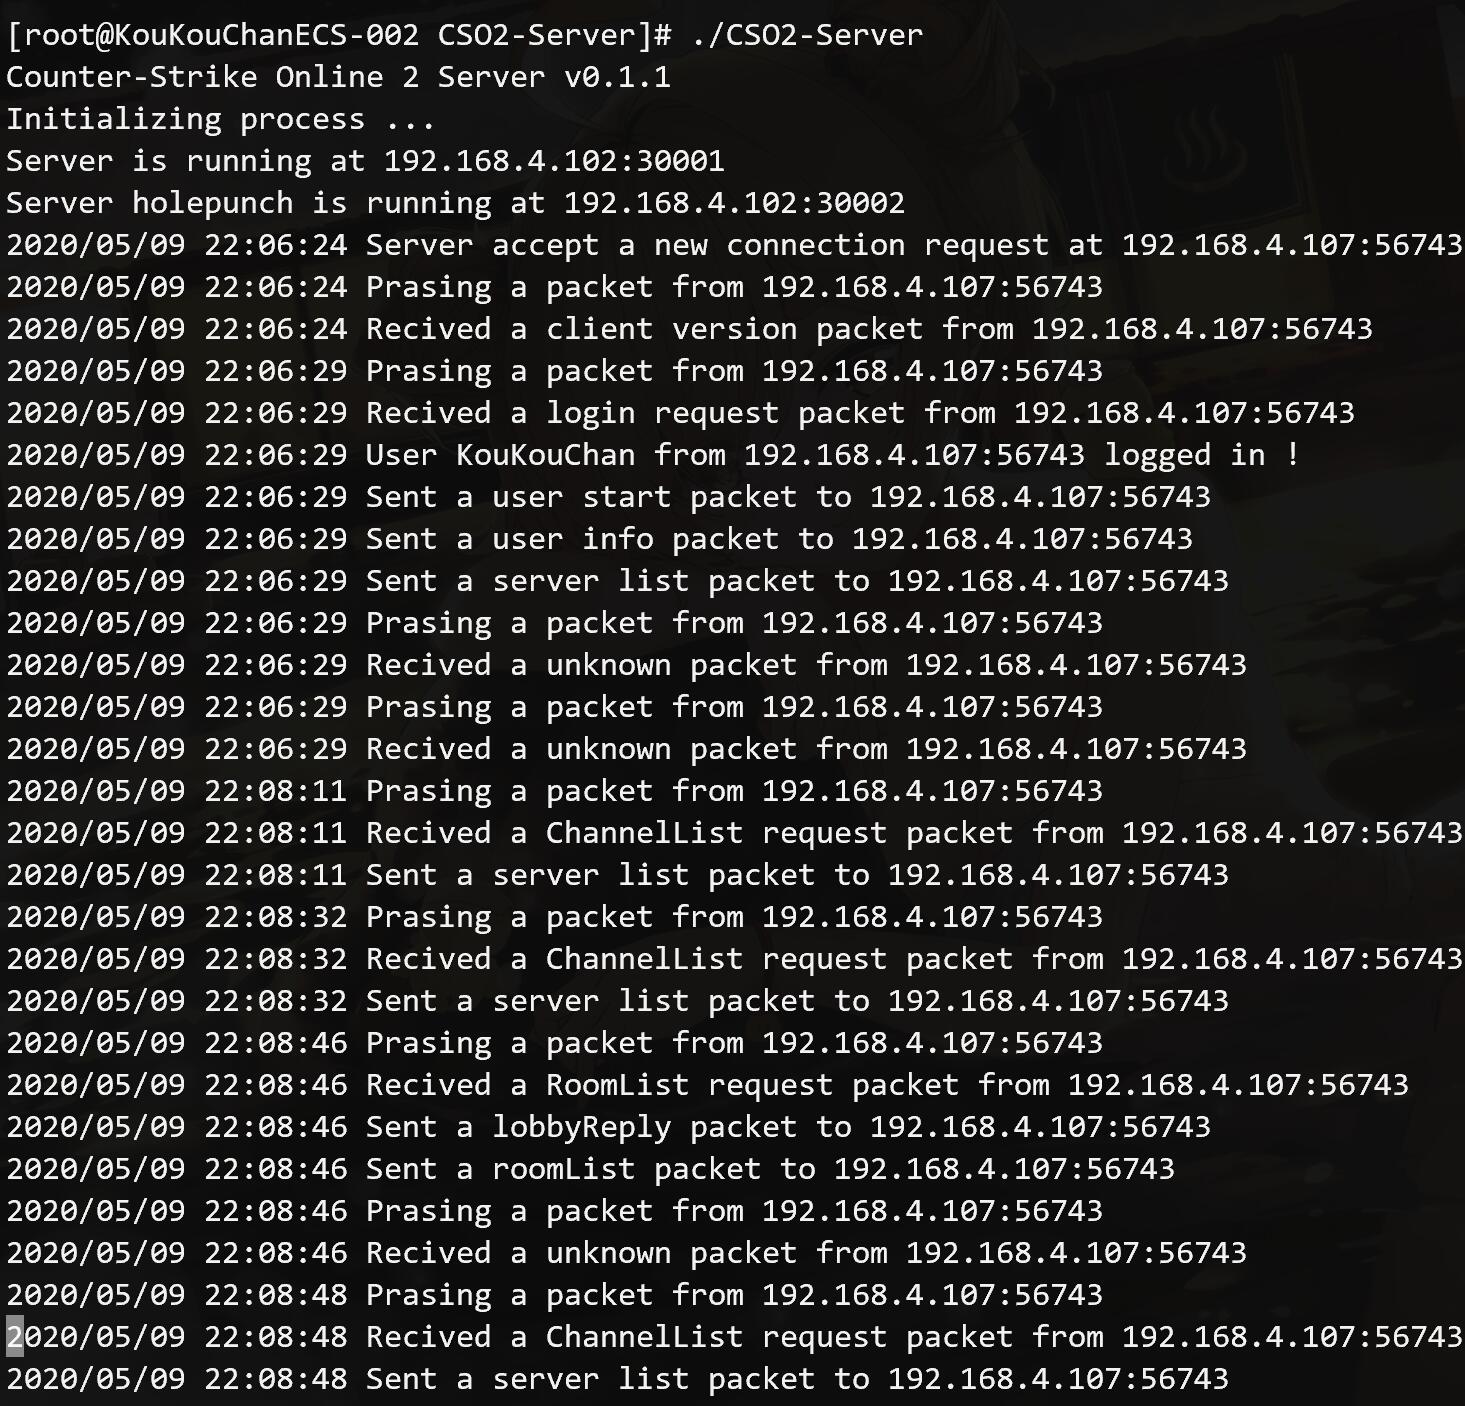 [root@KouKouChanECS-002 CSO2-Server]# ./CSO2-Server
Counter-Strike Online 2 Server v0.1.1
Initializing process ...
Server is running at 192.168.4.102:30001
Server holepunch is running at 192.168.4.102:30002
2020/05/09 22:06:24 Server accept a new connection request at 192.168.4.107:56743
2020/05/09 22:06:24 Prasing a packet from 192.168.4.107:56743
2020/05/09 22:06:24 Recived a client version packet from 192.168.4.107:56743
2020/05/09 22:06:29 Prasing a packet from 192.168.4.107:56743
2020/05/09 22:06:29 Recived a login request packet from 192.168.4.107:56743
2020/05/09 22:06:29 User KouKouChan from 192.168.4.107:56743 logged in !
2020/05/09 22:06:29 Sent a user start packet to 192.168.4.107:56743
2020/05/09 22:06:29 Sent a user info packet to 192.168.4.107:56743
2020/05/09 22:06:29 Sent a server list packet to 192.168.4.107:56743
2020/05/09 22:06:29 Prasing a packet from 192.168.4.107:56743
2020/05/09 22:06:29 Recived a unknown packet from 192.168.4.107:56743
2020/05/09 22:06:29 Prasing a packet from 192.168.4.107:56743
2020/05/09 22:06:29 Recived a unknown packet from 192.168.4.107:56743
2020/05/09 22:08:11 Prasing a packet from 192.168.4.107:56743
2020/05/09 22:08:11 Recived a ChannelList request packet from 192.168.4.107:56743
2020/05/09 22:08:11 Sent a server list packet to 192.168.4.107:56743
2020/05/09 22:08:32 Prasing a packet from 192.168.4.107:56743
2020/05/09 22:08:32 Recived a ChannelList request packet from 192.168.4.107:56743
2020/05/09 22:08:32 Sent a server list packet to 192.168.4.107:56743
2020/05/09 22:08:46 Prasing a packet from 192.168.4.107:56743
2020/05/09 22:08:46 Recived a RoomList request packet from 192.168.4.107:56743
2020/05/09 22:08:46 Sent a lobbyReply packet to 192.168.4.107:56743
2020/05/09 22:08:46 Sent a roomList packet to 192.168.4.107:56743
2020/05/09 22:08:46 Prasing a packet from 192.168.4.107:56743
2020/05/09 22:08:46 Recived a unknown packet from 192.168.4.107:56743
2020/05/09 22:08:48 Prasing a packet from 192.168.4.107:56743
2020/05/09 22:08:48 Recived a ChannelList request packet from 192.168.4.107:56743
2020/05/09 22:08:48 Sent a server list packet to 192.168.4.107:56743